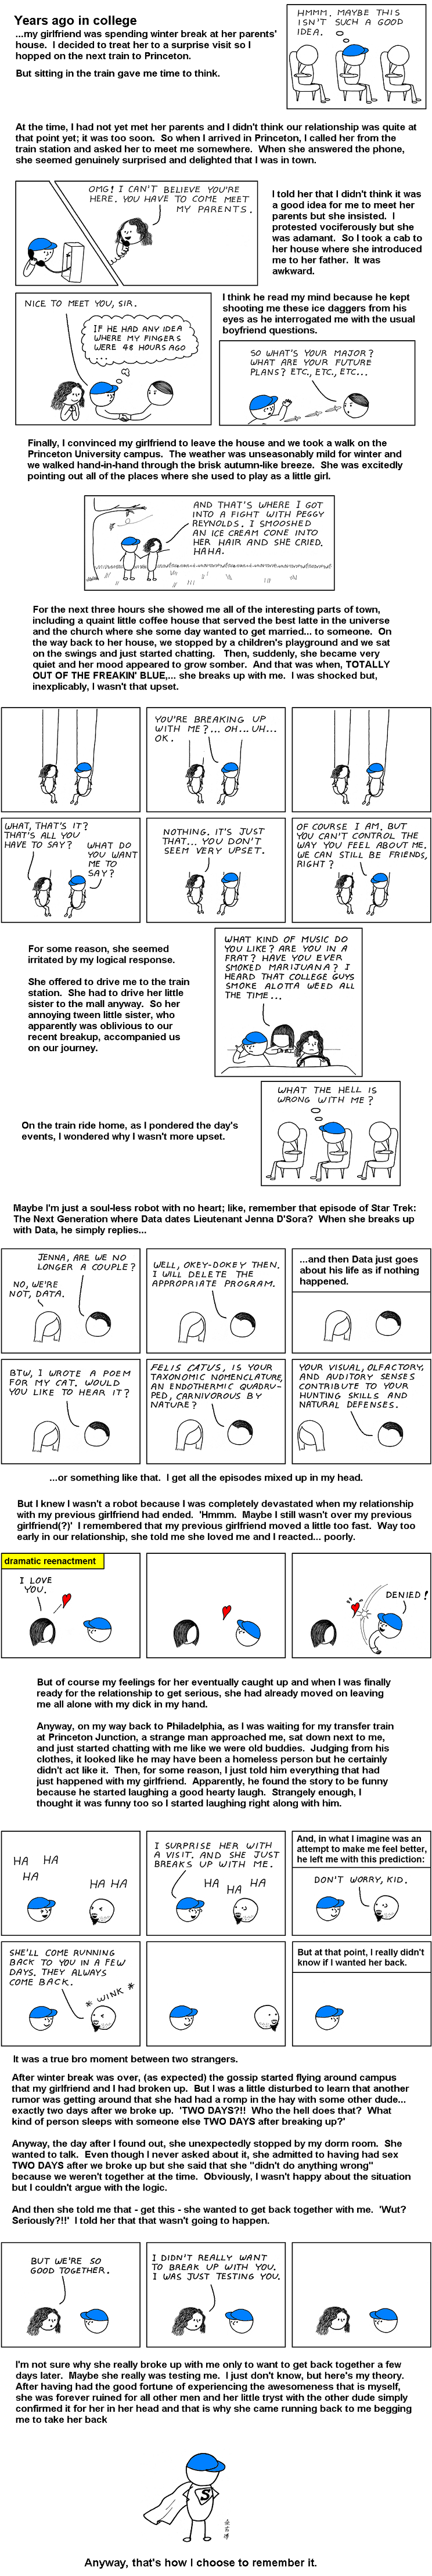 Years ago in college
...my girlfriend was spending winter break at her parents'
house.  I decided to treat her to a surprise visit so I
hopped on the next train to Princeton.
But sitting in the train gave me time to think.
HMMM. MAYBE THIS
ISN'T SUCH A GOOD
IDEA.
At the time, I had not yet met her parents and I didn't think our relationship was quite at
that point yet; it was too soon.  So when I arrived in Princeton, I called her from the
train station and asked her to meet me somewhere.  When she answered the phone,
she seemed genuinely surprised and delighted that I was in town.
OMG! I CAN'T BELIEVE YOU'RE
HERE. YOU HAVE TO COME MEET
MY PARENTS.
I told her that I didn't think it was
a good idea for me to meet her
parents but she insisted.  I
protested vociferously but she
was adamant.  So I took a cab to
her house where she introduced
me to her father.  It was
awkward.
NICE TO MEET YOU, SIR.
IF HE HAD ANY IDEA
WHERE MY FINGERS
WERE 48 HOURS AGO
...
I think he read my mind because he kept
shooting me these ice daggers from his
eyes as he interrogated me with the usual
boyfriend questions.
SO WHAT'S YOUR MAJOR?
WHAT ARE YOUR FUTURE
PLANS? ETC., ETC., ETC...
Finally, I convinced my girlfriend to leave the house and we took a walk on the
Princeton University campus.  The weather was unseasonably mild for winter and
we walked hand-in-hand through the brisk autumn-like breeze.  She was excitedly
pointing out all of the places where she used to play as a little girl.
AND THAT'S WHERE I GOT
INTO A FIGHT WITH PEGGY
REYNOLDS. I SMOOSHED
AN ICE CREAM CONE INTO
HER HAIR AND SHE CRIED.
HAHA.
For the next three hours she showed me all of the interesting parts of town,
including a quaint little coffee house that served the best latte in the universe
and the church where she some day wanted to get married... to someone.  On
the way back to her house, we stopped by a children's playground and we sat
on the swings and just started chatting.  Then, suddenly, she became very
quiet and her mood appeared to grow somber.  And that was when, TOTALLY
OUT OF THE FREAKIN' BLUE,... she breaks up with me.  I was shocked but,
inexplicably, I wasn't that upset.
YOU'RE BREAKING UP
WITH ME?... OH... UH...
OK.
WHAT, THAT'S IT?
THAT'S ALL YOU
HAVE TO SAY?
WHAT DO
YOU WANT
ME TO
SAY?
NOTHING. IT'S JUST
THAT... YOU DON'T
SEEM VERY UPSET.
OF COURSE I AM. BUT
YOU CAN'T CONTROL THE
WAY YOU FEEL ABOUT ME.
WE CAN STILL BE FRIENDS,
RIGHT?
For some reason, she seemed
irritated by my logical response.
She offered to drive me to the train
station.  She had to drive her little
sister to the mall anyway.  So her
annoying tween little sister, who
apparently was oblivious to our
recent breakup, accompanied us
on our journey.
WHAT KIND OF MUSIC DO
YOU LIKE? ARE YOU IN A
FRAT? HAVE YOU EVER
SMOKED MARIJUANA? I
HEARD THAT COLLEGE GUYS
SMOKE ALOTTA WEED ALL
THE TIME...
On the train ride home, as I pondered the day's
events, I wondered why I wasn't more upset.
WHAT THE HELL IS
WRONG WITH ME?
Maybe I'm just a soul-less robot with no heart; like, remember that episode of Star Trek:
The Next Generation where Data dates Lieutenant Jenna D'Sora?  When she breaks up
with Data, he simply replies...
JENNA, ARE WE NO
LONGER A COUPLE?
NO, WE'RE
NOT, DATA.
WELL, OKEY-DOKEY THEN.
I WILL DELETE THE
APPROPRIATE PROGRAM.
...and then Data just goes
about his life as if nothing
happened.
BTW, I WROTE A POEM
FOR MY CAT. WOULD
YOU LIKE TO HEAR IT?
FELIS CATUS, IS YOUR
TAXONOMIC NOMENCLATURE,
AN ENDOTHERMIC QUADRU-
PED, CARNIVOROUS BY
NATURE?
YOUR VISUAL, OLFACTORY,
AND AUDITORY SENSES
CONTRIBUTE TO YOUR
HUNTING SKILLS AND
NATURAL DEFENSES.
...or something like that.  I get all the episodes mixed up in my head.
But I knew I wasn't a robot because I was completely devastated when my relationship
with my previous girlfriend had ended.  'Hmmm.  Maybe I still wasn't over my previous
girlfriend(?)'  I remembered that my previous girlfriend moved a little too fast.  Way too
early in our relationship, she told me she loved me and I reacted... poorly.
dramatic reenactment
I LOVE
YOU.
DENIED!
But of course my feelings for her eventually caught up and when I was finally
ready for the relationship to get serious, she had already moved on leaving
me all alone with my dick in my hand.
Anyway, on my way back to Philadelphia, as I was waiting for my transfer train
at Princeton Junction, a strange man approached me, sat down next to me,
and just started chatting with me like we were old buddies.  Judging from his
clothes, it looked like he may have been a homeless person but he certainly
didn't act like it.  Then, for some reason, I just told him everything that had
just happened with my girlfriend.  Apparently, he found the story to be funny
because he started laughing a good hearty laugh.  Strangely enough, I
thought it was funny too so I started laughing right along with him.
HA HA
HA
HA HA
I SURPRISE HER WITH
A VISIT. AND SHE JUST
BREAKS UP WITH ME.
HA HA HA
And, in what I imagine was an
attempt to make me feel better,
he left me with this prediction:
DON'T WORRY, KID.
SHE'LL COME RUNNING
BACK TO YOU IN A FEW
DAYS. THEY ALWAYS
COME BACK.
* WINK *
But at that point, I really didn't
know if I wanted her back.
It was a true bro moment between two strangers.
After winter break was over, (as expected) the gossip started flying around campus
that my girlfriend and I had broken up.  But I was a little disturbed to learn that another
rumor was getting around that she had had a romp in the hay with some other dude...
exactly two days after we broke up.  'TWO DAYS?!!  Who the hell does that?  What
kind of person sleeps with someone else TWO DAYS after breaking up?'
Anyway, the day after I found out, she unexpectedly stopped by my dorm room.  She
wanted to talk.  Even though I never asked about it, she admitted to having had sex
TWO DAYS after we broke up but she said that she "didn't do anything wrong"
because we weren't together at the time.  Obviously, I wasn't happy about the situation
but I couldn't argue with the logic.
And then she told me that - get this - she wanted to get back together with me.  'Wut?
Seriously?!!'  I told her that that wasn't going to happen.
BUT WE'RE SO
GOOD TOGETHER.
I DIDN'T REALLY WANT
TO BREAK UP WITH YOU.
I WAS JUST TESTING YOU.
I'm not sure why she really broke up with me only to want to get back together a few
days later.  Maybe she really was testing me.  I just don't know, but here's my theory.
After having had the good fortune of experiencing the awesomeness that is myself,
she was forever ruined for all other men and her little tryst with the other dude simply
confirmed it for her in her head and that is why she came running back to me begging
me to take her back
S
Anyway, that's how I choose to remember it.